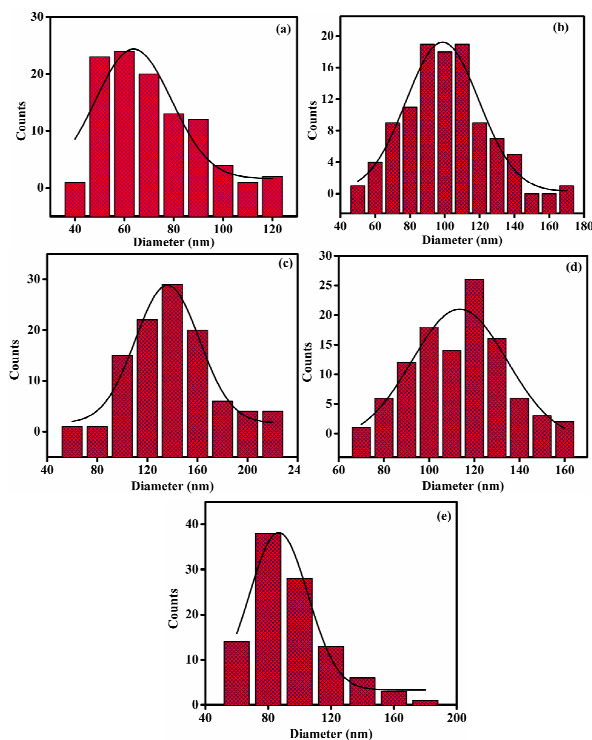 (a)
30
20
10
0
Counts
40 60 80 100 120
Diameter (nm)
(b)
20
16
12
8
4
0
Counts
40 60 80 100 120 140 160 180
Diameter (nm)
(c)
30
20
10
0
Counts
40 80 120 160 200 24
Diameter (nm)
(d)
30
25
20
15
10
5
0
Counts
60 80 100 120 140 160
Diameter (nm)
(e)
40
30
20
10
0
Counts
40 80 120 160 200
Diameter (nm)